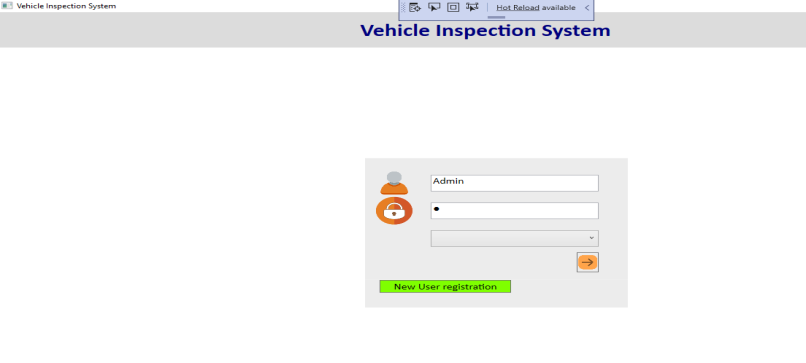 Vehicle Inspection System
Hot Reload available
Vehicle Inspection System
Admin
New User registration